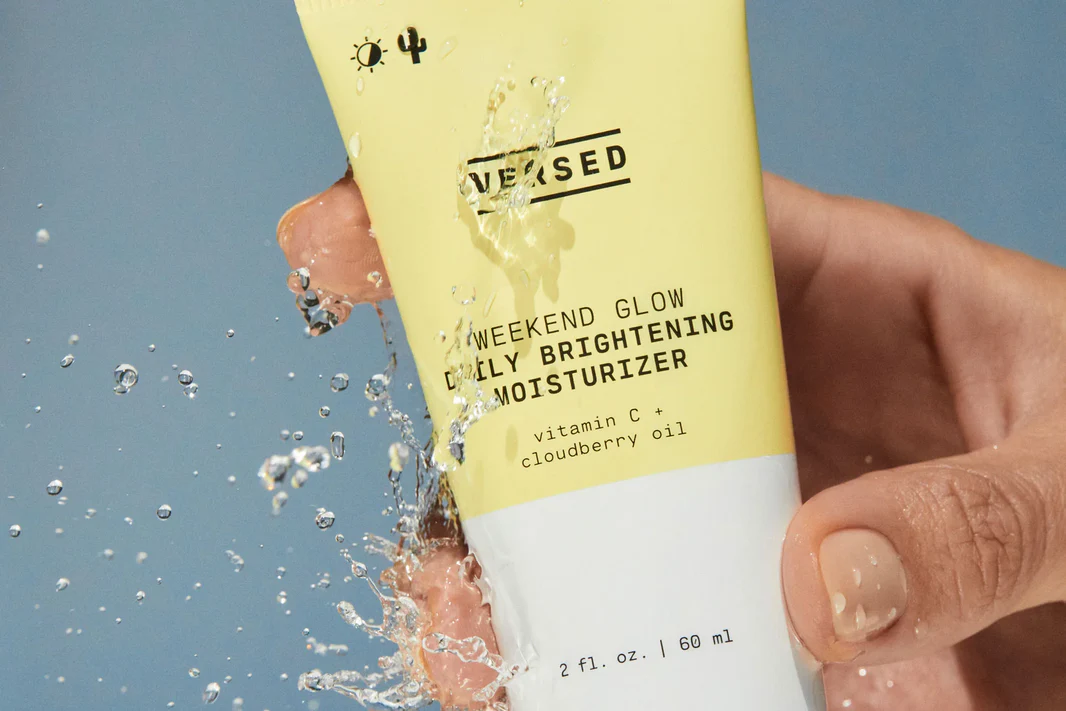 VERSED
WEEKEND GLOW
DAILY BRIGHTENING
MOISTURIZER
vitamin C +
cloudberry oil
2 fl. oz. | 60 ml